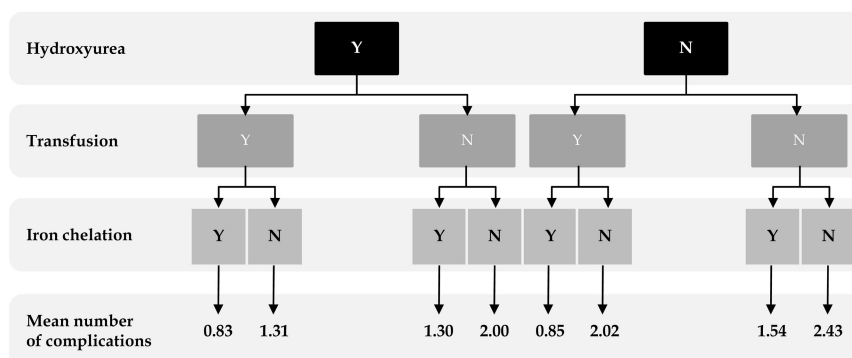 Hydroxyurea
Y
N
Transfusion
Y
N
Y
N
Iron chelation
Y
N
Y
N
Y
N
Y
N
Mean number
of complications
0.83
1.31
1.30
2.00
0.85
2.02
1.54
2.43